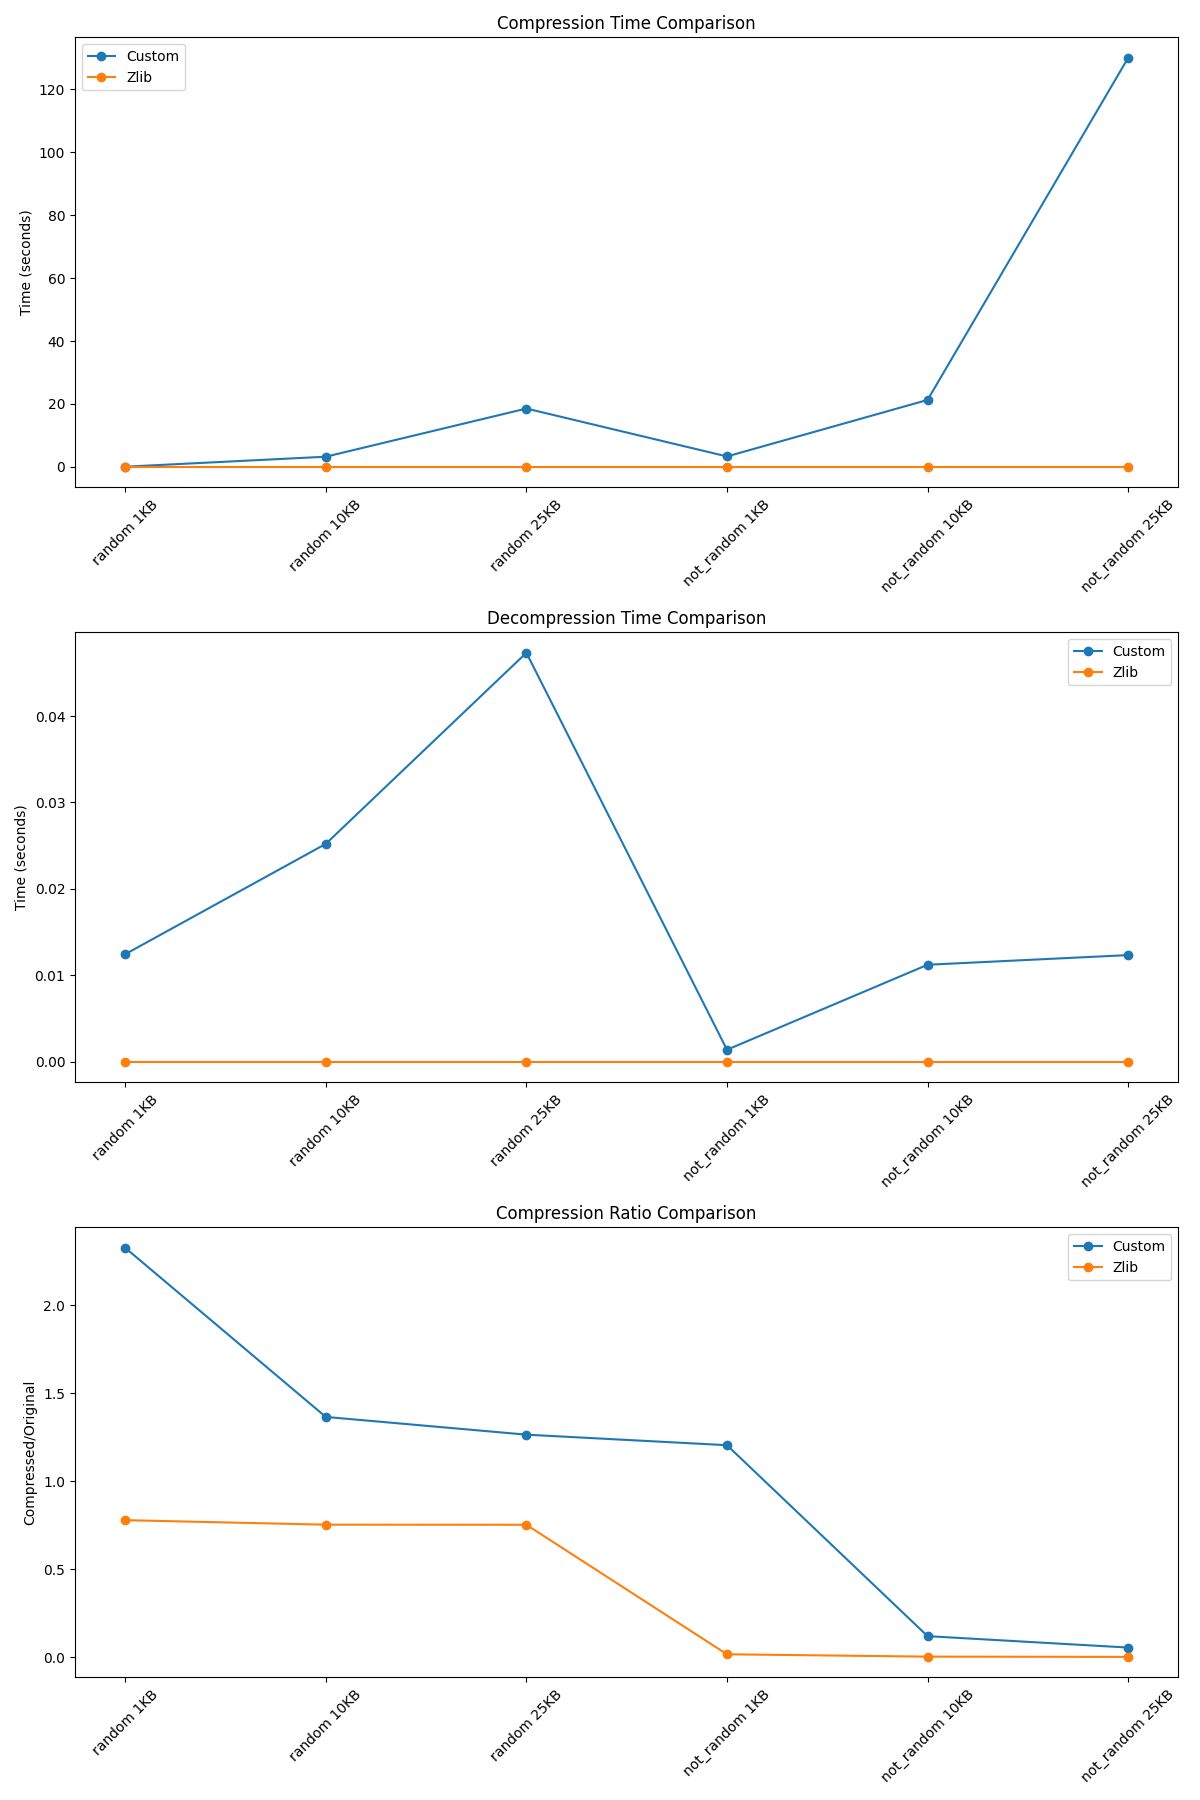 Compression Time Comparison
Custom
Zlib
Time (seconds)
120
100
80
60
40
20
0
random 1KB
random 10KB
random 25KB
not_random 1KB
not_random 10KB
not_random 25KB
Decompression Time Comparison
Custom
Zlib
Time (seconds)
0.04
0.03
0.02
0.01
0.00
random 1KB
random 10KB
random 25KB
not_random 1KB
not_random 10KB
not_random 25KB
Compression Ratio Comparison
Custom
Zlib
Compressed/Original
2.0
1.5
1.0
0.5
0.0
random 1KB
random 10KB
random 25KB
not_random 1KB
not_random 10KB
not_random 25KB